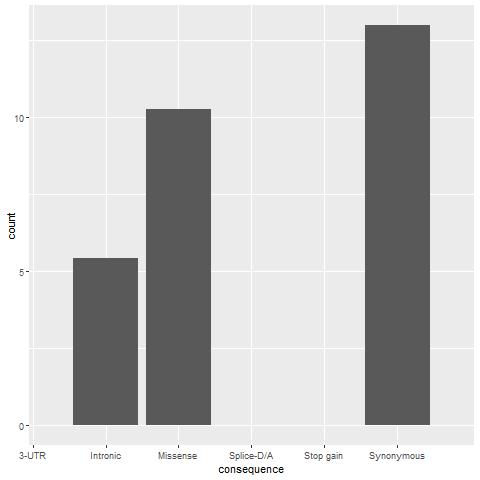 10
5
0
count
3-UTR Intronic Missense Splice-D/A Stop gain Synonymous
consequence